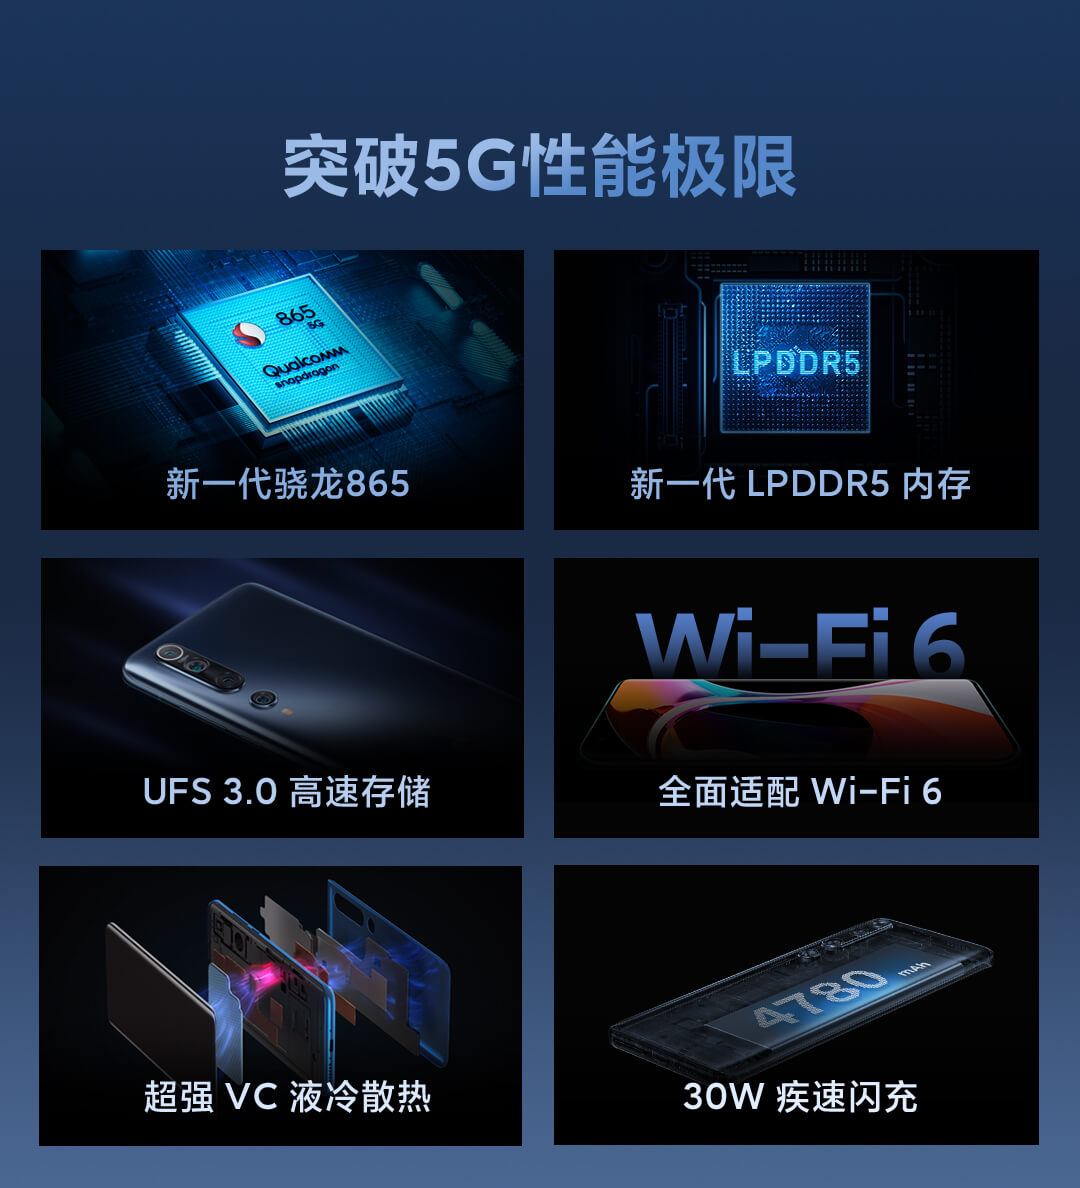 突破5G性能极限
865
5G
Qualcomm
snapdragon
新一代骁龙865
LPDDR5
新一代 LPDDR5 内存
UFS 3.0 高速存储
Wi-Fi 6
全面适配 Wi-Fi 6
超强 VC 液冷散热
4780 mAh
30W 疾速闪充